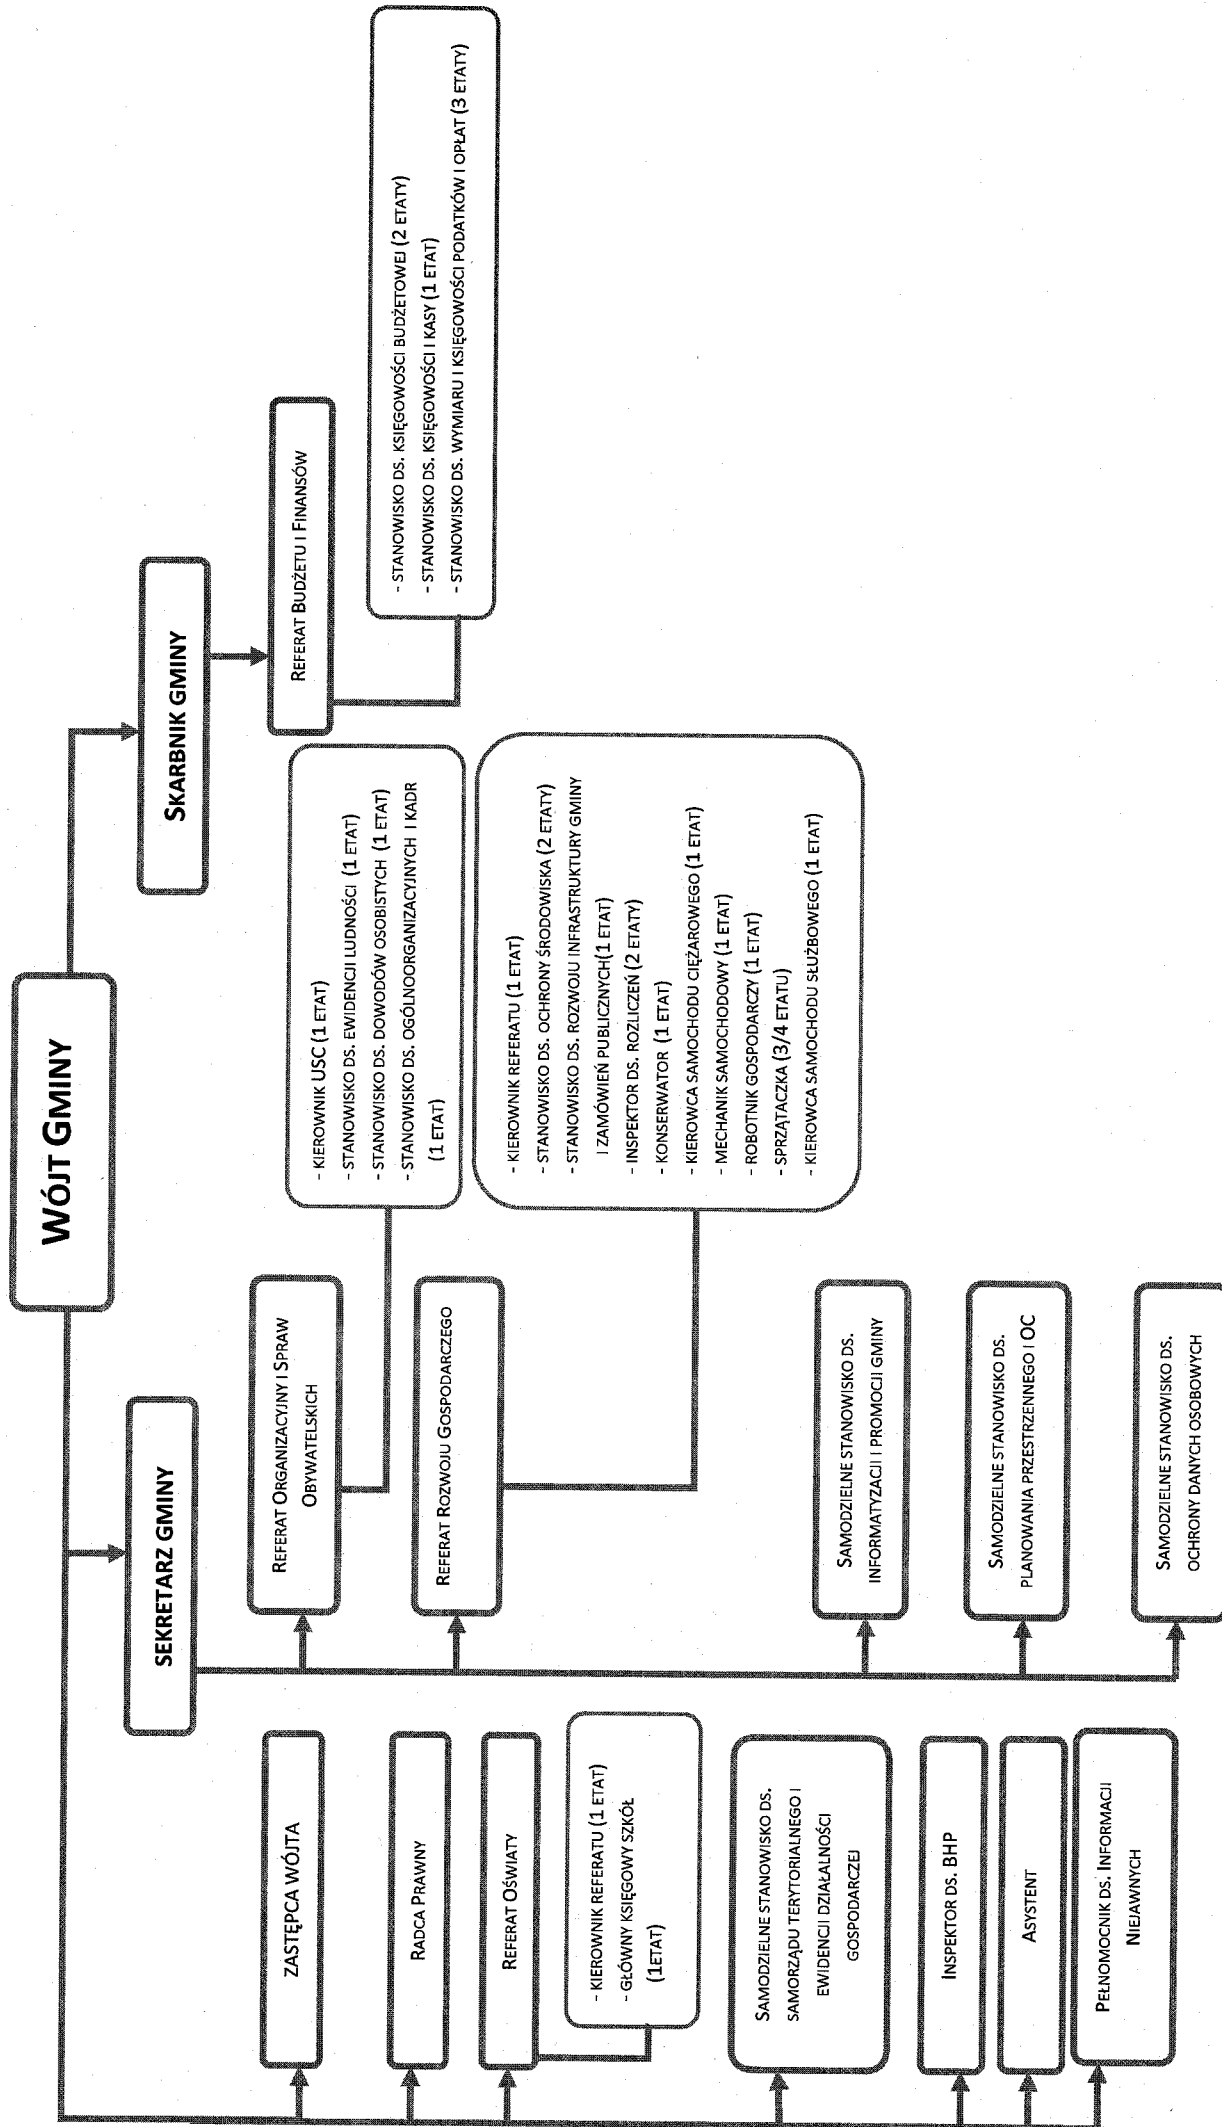 WÓJT GMINY
SEKRETARZ GMINY
SKARBNIK GMINY
ZASTĘPCA WÓJTA
RADCA PRAWNY
REFERAT OŚWIATY
- KIEROWNIK REFERATU (1 ETAT)
- GŁÓWNY KSIĘGOWY SZKÓŁ
(1ETAT)
SAMODZIELNE STANOWISKO DS.
SAMORZĄDU TERYTORIALNEGO I
EWIDENCJI DZIAŁALNOŚCI
GOSPODARCZEJ
INSPEKTOR DS. BHP
ASYSTENT
PEŁNOMOCNIK DS. INFORMACJI
NIEJAWNYCH
REFERAT ORGANIZACYJNY I SPRAW
OBYWATELSKICH
- KIEROWNIK USC (1 ETAT)
- STANOWISKO DS. EWIDENCJI LUDNOŚCI (1 ETAT)
- STANOWISKO DS. DOWODÓW OSOBISTYCH (1 ETAT)
- STANOWISKO DS. OGÓLNOORGANIZACYJNYCH I KADR
(1 ETAT)
REFERAT ROZWOJU GOSPODARCZEGO
- KIEROWNIK REFERATU (1 ETAT)
- STANOWISKO DS. OCHRONY ŚRODOWISKA (2 ETATY)
- STANOWISKO DS. ROZWOJU INFRASTRUKTURY GMINY
I ZAMÓWIEŃ PUBLICZNYCH(1 ETAT)
- INSPEKTOR DS. ROZLICZEŃ (2 ETATY)
- KONSERWATOR (1 ETAT)
- KIEROWCA SAMOCHODU CIĘŻAROWEGO (1 ETAT)
- MECHANIK SAMOCHODOWY (1 ETAT)
- ROBOTNIK GOSPODARCZY (1 ETAT)
- SPRZĄTACZKA (3/4 ETATU)
- KIEROWCA SAMOCHODU SŁUŻBOWEGO (1 ETAT)
SAMODZIELNE STANOWISKO DS.
INFORMATYZACJI I PROMOCJI GMINY
SAMODZIELNE STANOWISKO DS.
PLANOWANIA PRZESTRZENNEGO I OC
SAMODZIELNE STANOWISKO DS.
OCHRONY DANYCH OSOBOWYCH
REFERAT BUDŻETU I FINANSÓW
- STANOWISKO DS. KSIĘGOWOŚCI BUDŻETOWEJ (2 ETATY)
- STANOWISKO DS. KSIĘGOWOŚCI I KASY (1 ETAT)
- STANOWISKO DS. WYMIARU I KSIĘGOWOŚCI PODATKÓW I OPŁAT (3 ETATY)